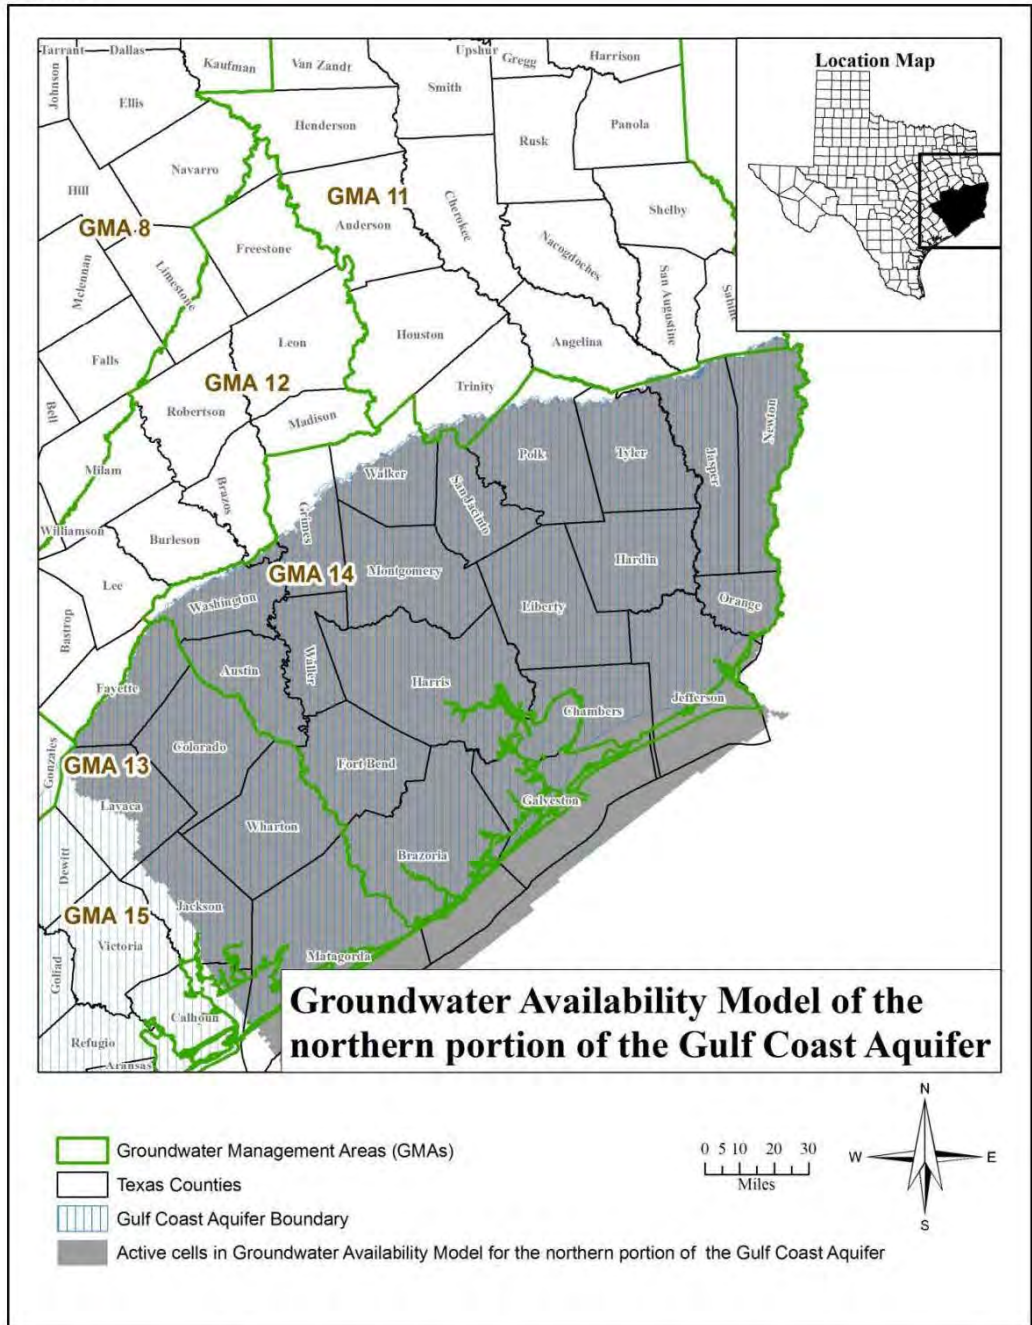 Tarrant
Dallas
Kaufman
Van Zandt
Upshur
Gregg
Harrison
Location Map
Johnson
Ellis
Smith
Henderson
Rusk
Panola
Navarro
Hill
GMA 8
GMA 11
Anderson
Cherokee
Shelby
Freestone
Nacogdoches
Mclennan
Limestone
San Augustine
Houston
Angelina
Leon
Falls
GMA 12
Trinity
Robertson
Bell
Madison
Milam
Walker
Polk
Tyler
Jasper
Newton
Brazos
San Jacinto
Grimes
Williamson
Burleson
Hardin
Lee
GMA 14
Montgomery
Washington
Liberty
Orange
Bastrop
Austin
Waller
Harris
Fayette
Chambers
Jefferson
Colorado
Gonzales
GMA 13
Fort Bend
Lavaca
Galveston
Wharton
Dewitt
Brazoria
Jackson
GMA 15
Victoria
Matagorda
Goliad
Calhoun
Refugio
Aransas
Groundwater Availability Model of the
northern portion of the Gulf Coast Aquifer
Groundwater Management Areas (GMAs)
Texas Counties
Gulf Coast Aquifer Boundary
Active cells in Groundwater Availability Model for the northern portion of the Gulf Coast Aquifer
0 5 10 20 30
Miles
N
W E
S